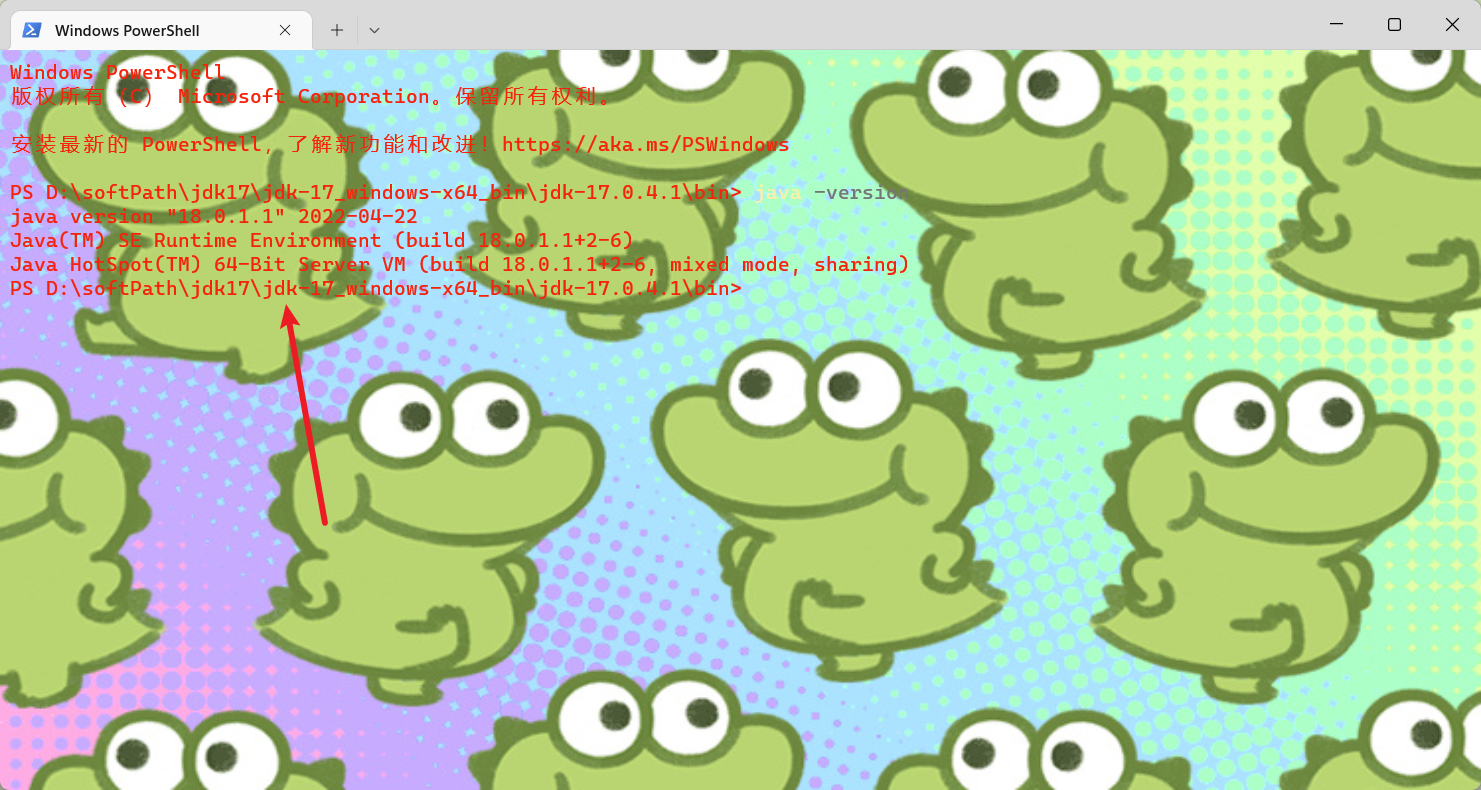 Windows PowerShell
Windows PowerShell
版权所有（C） Microsoft Corporation。保留所有权利。
安装最新的 PowerShell，了解新功能和改进！https://aka.ms/PSWindows
PS D:\softPath\jdk17\jdk-17_windows-x64_bin\jdk-17.0.4.1\bin> java -version
java version "18.0.1.1" 2022-04-22
Java(TM) SE Runtime Environment (build 18.0.1.1+2-6)
Java HotSpot(TM) 64-Bit Server VM (build 18.0.1.1+2-6, mixed mode, sharing)
PS D:\softPath\jdk17\jdk-17_windows-x64_bin\jdk-17.0.4.1\bin>